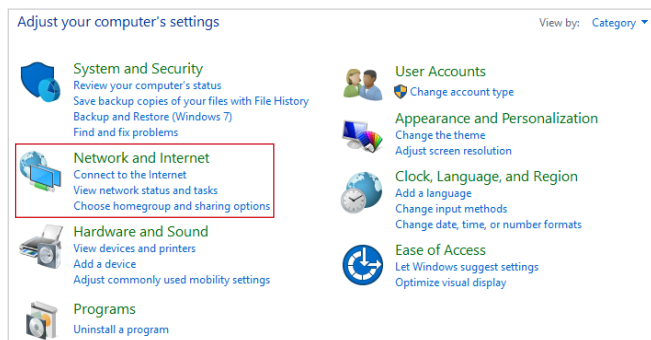 Adjust your computer's settings
View by: Category
System and Security
Review your computer's status
Save backup copies of your files with File History
Backup and Restore (Windows 7)
Find and fix problems
Network and Internet
Connect to the Internet
View network status and tasks
Choose homegroup and sharing options
Hardware and Sound
View devices and printers
Add a device
Adjust commonly used mobility settings
Programs
Uninstall a program
User Accounts
Change account type
Appearance and Personalization
Change the theme
Adjust screen resolution
Clock, Language, and Region
Add a language
Change input methods
Change date, time, or number formats
Ease of Access
Let Windows suggest settings
Optimize visual display